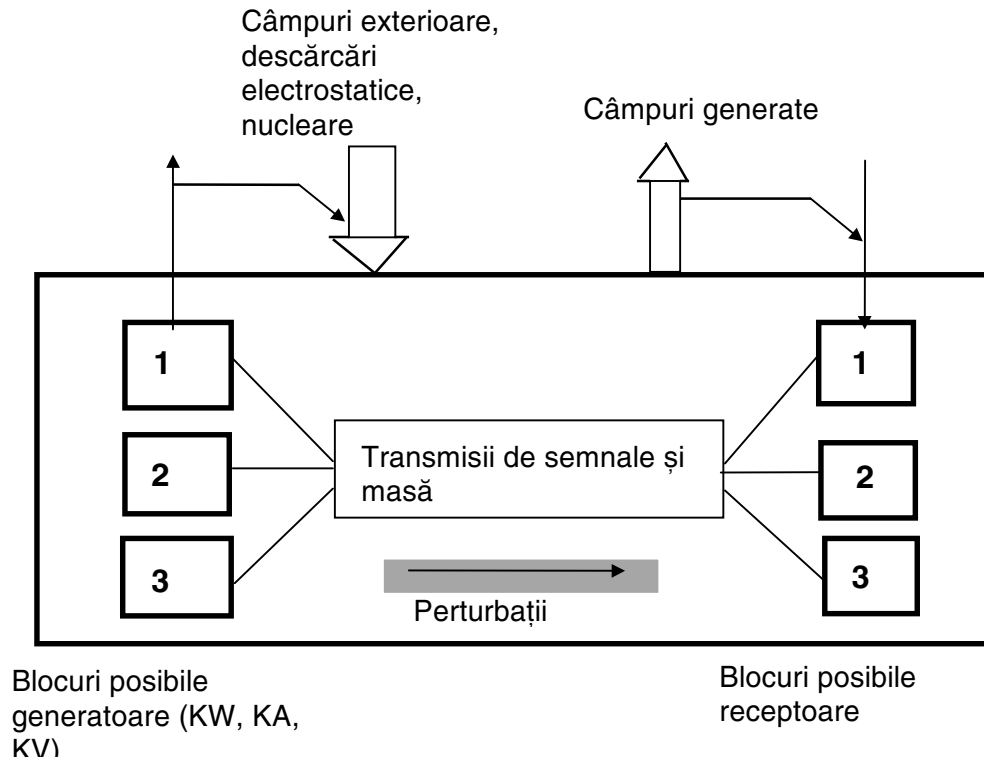 Câmpuri exterioare,
descărcări
electrostatice,
nucleare
Câmpuri generate
1
1
Transmisii de semnale și
masă
2
2
3
3
Perturbații
Blocuri posibile
generatoare (KW, KA,
KV)
Blocuri posibile
receptoare